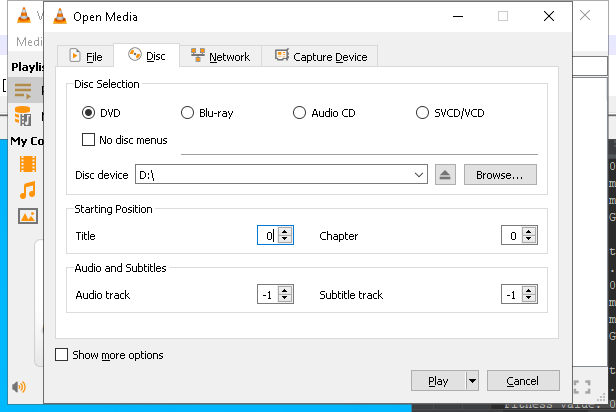 Open Media
V
Medi
File
Disc
Network
Capture Device
Playlis
My Co
Disc Selection
DVD
Blu-ray
Audio CD
SVCD/VCD
No disc menus
Disc device
D:\
Browse...
Starting Position
Title
0
Chapter
0
Audio and Subtitles
Audio track
-1
Subtitle track
-1
Show more options
Play
Cancel
fitness value: 0